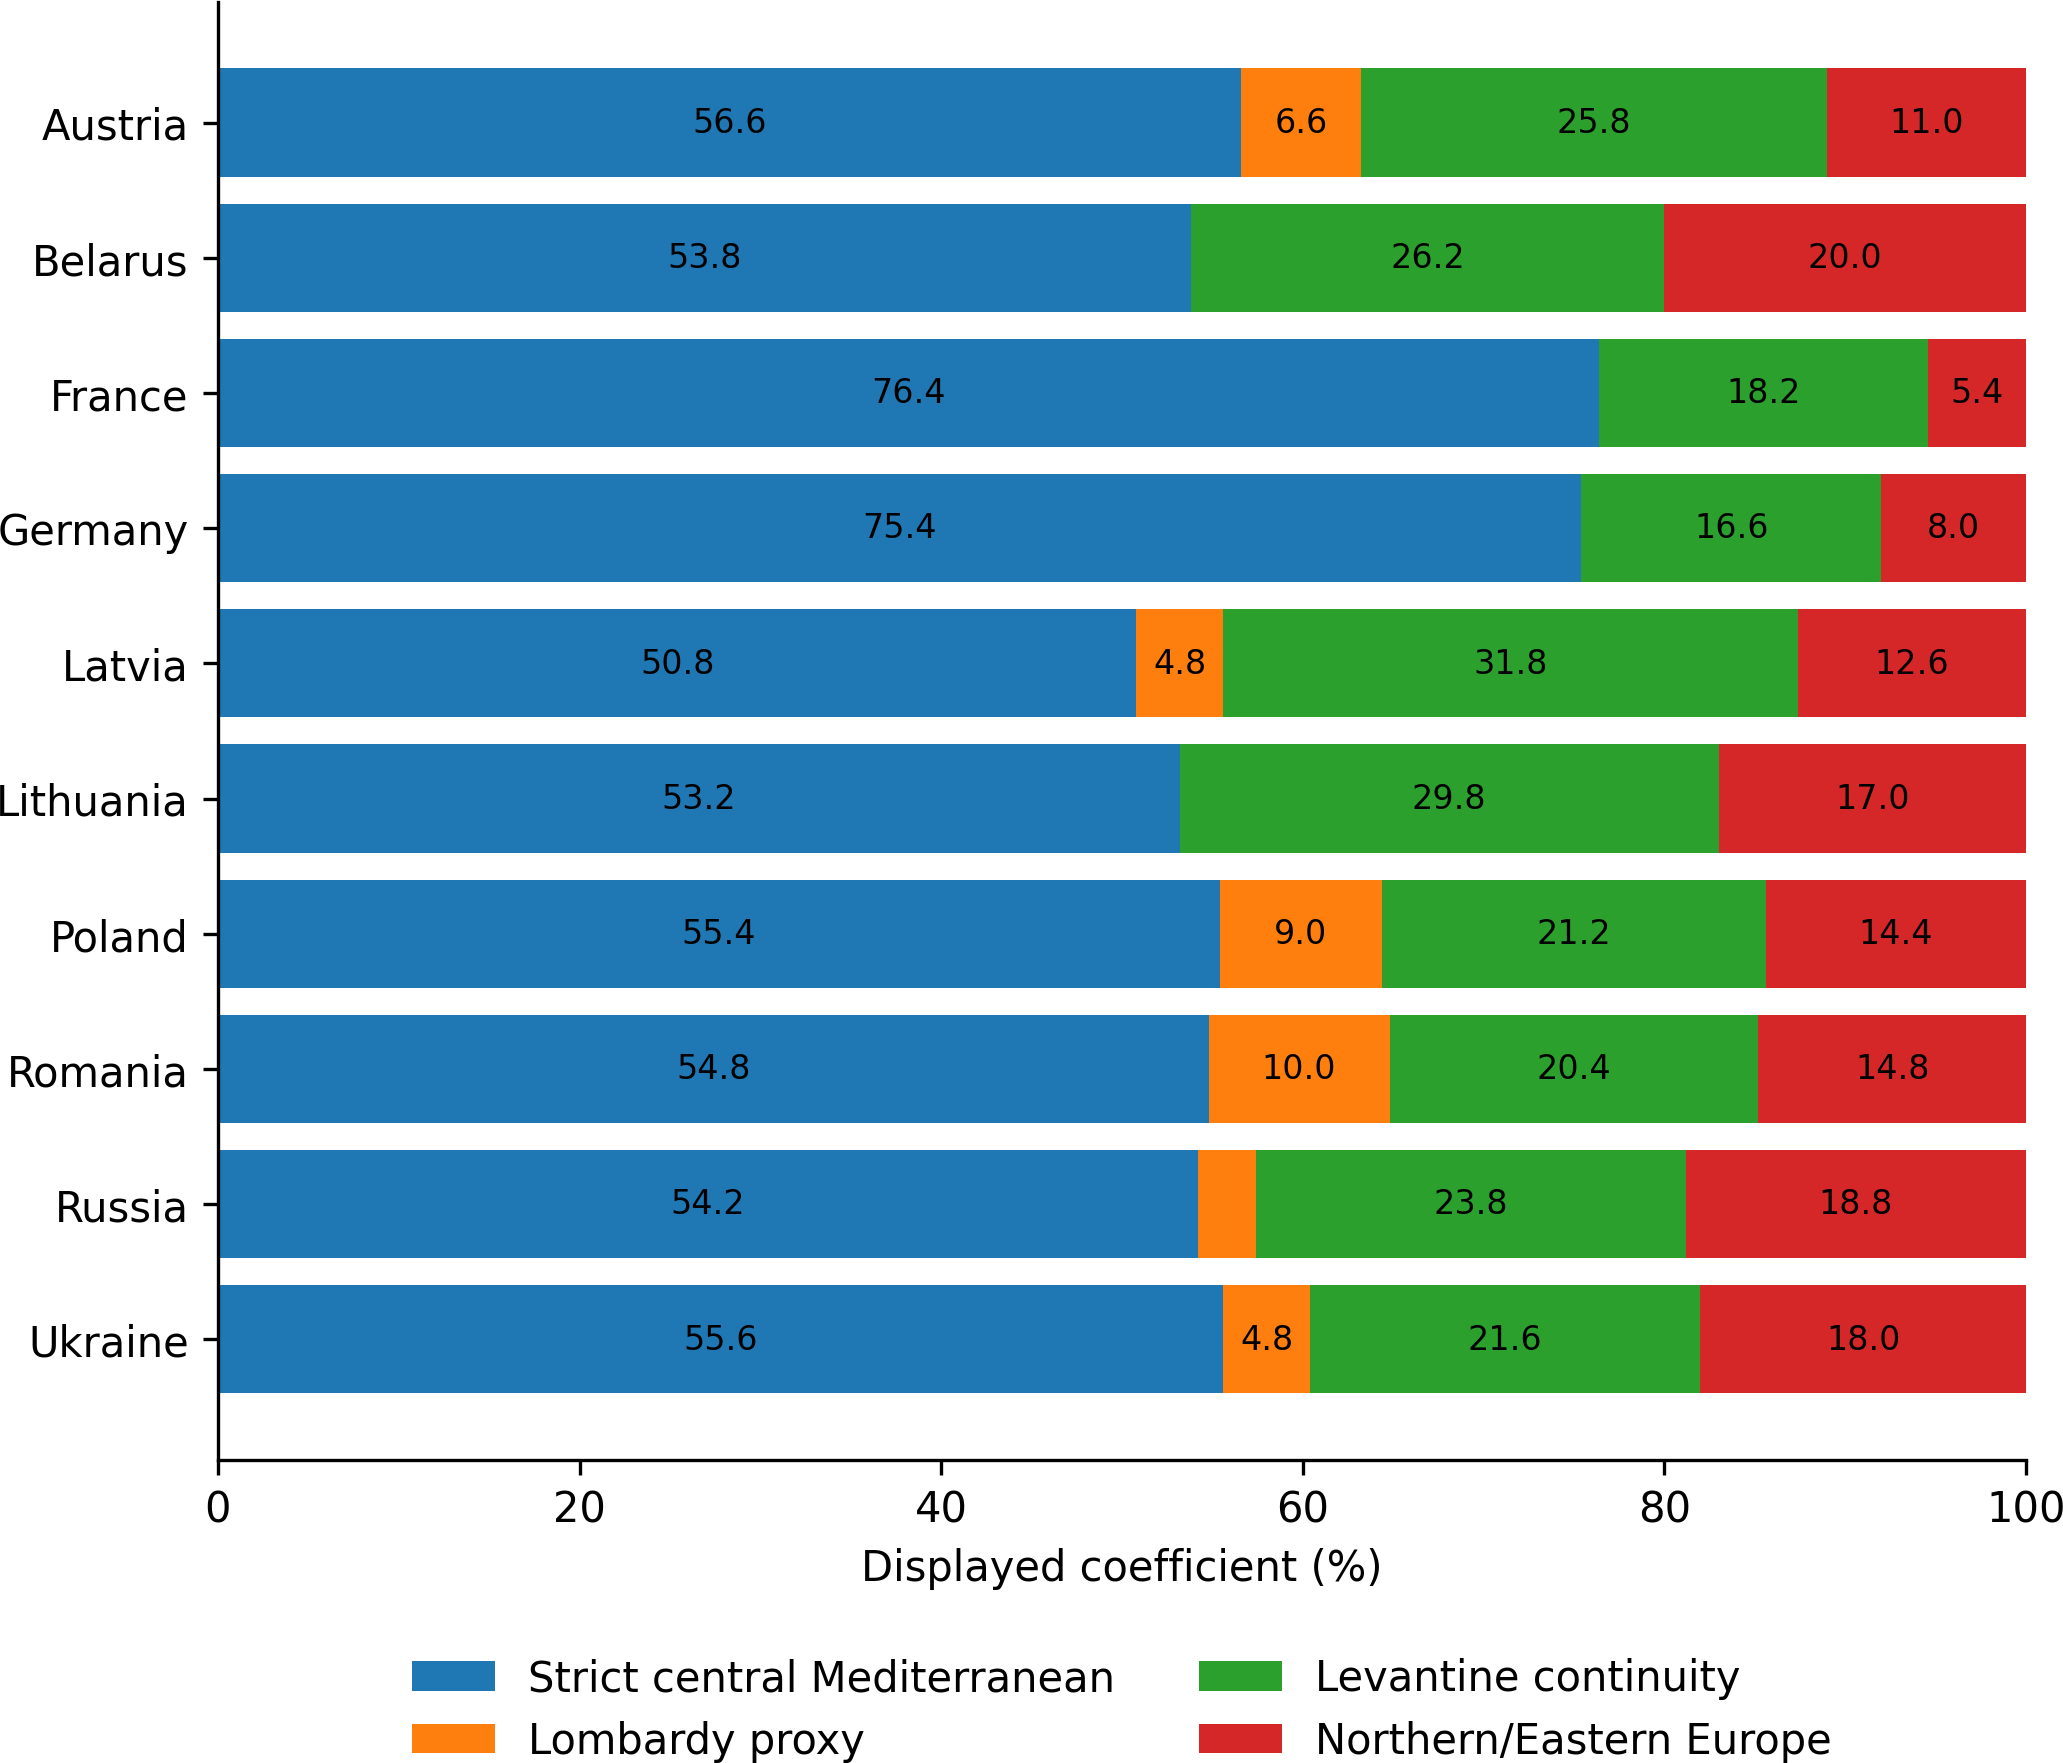 Austria 56.6 6.6 25.8 11.0
Belarus 53.8 26.2 20.0
France 76.4 18.2 5.4
Germany 75.4 16.6 8.0
Latvia 50.8 4.8 31.8 12.6
Lithuania 53.2 29.8 17.0
Poland 55.4 9.0 21.2 14.4
Romania 54.8 10.0 20.4 14.8
Russia 54.2 23.8 18.8
Ukraine 55.6 4.8 21.6 18.0
0 20 40 60 80 100
Displayed coefficient (%)
Strict central Mediterranean Levantine continuity
Lombardy proxy Northern/Eastern Europe